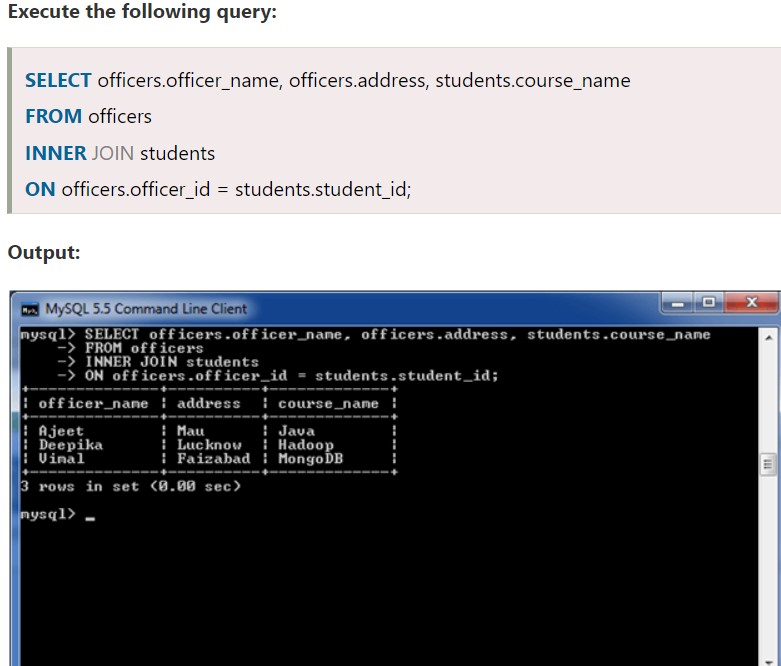 Execute the following query:
SELECT officers.officer_name, officers.address, students.course_name
FROM officers
INNER JOIN students
ON officers.officer_id = students.student_id;
Output:
MySQL 5.5 Command Line Client
mysql> SELECT officers.officer_name, officers.address, students.course_name
-> FROM officers
-> INNER JOIN students
-> ON officers.officer_id = students.student_id;
+--------------+-----------+-------------+
| officer_name | address | course_name |
+--------------+-----------+-------------+
| Ajeet | Mau | Java |
| Deepika | Lucknow | Hadoop |
| Vimal | Faizabad | MongoDB |
+--------------+-----------+-------------+
3 rows in set (0.00 sec)
mysql> _